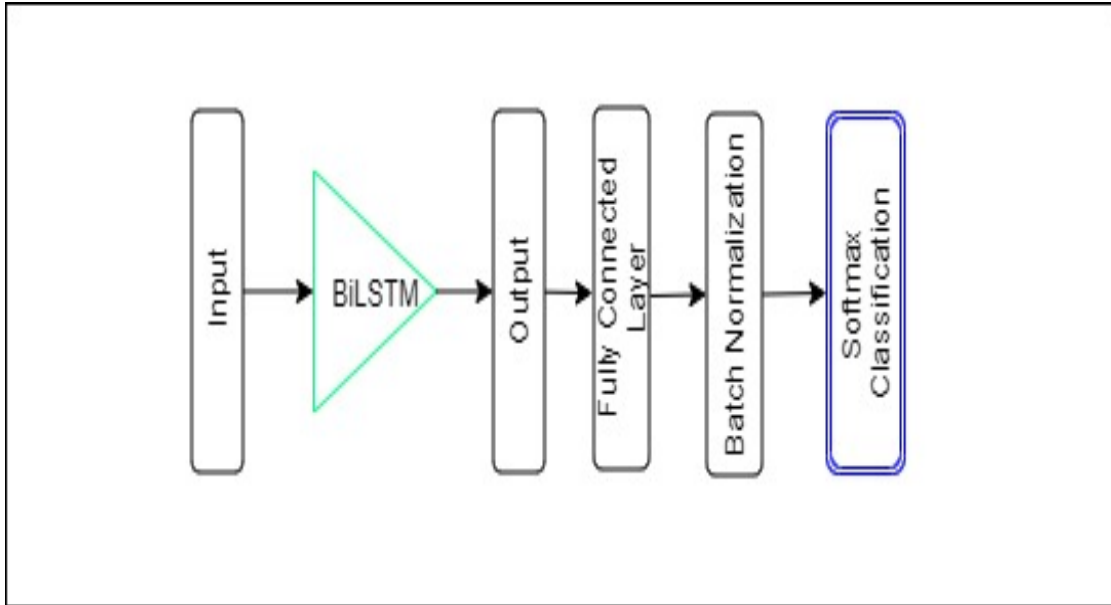 Input
BiLSTM
Output
Fully Connected
Layer
Batch Normalization
Softmax
Classification